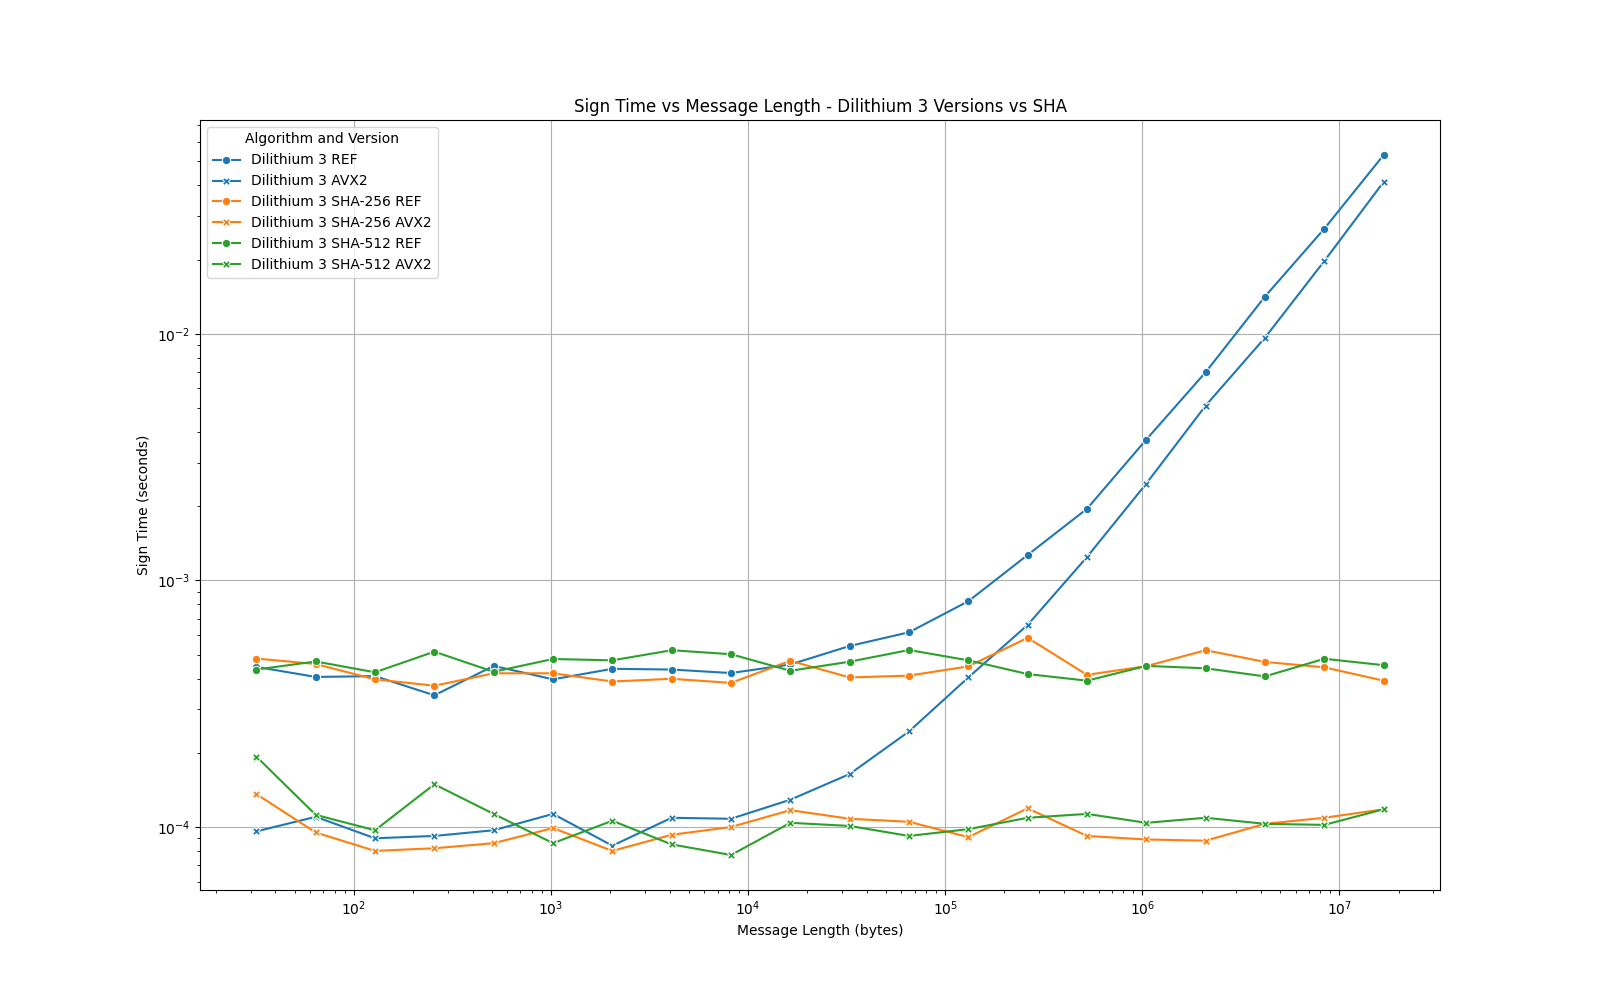 Sign Time vs Message Length - Dilithium 3 Versions vs SHA
Algorithm and Version
Dilithium 3 REF
Dilithium 3 AVX2
Dilithium 3 SHA-256 REF
Dilithium 3 SHA-256 AVX2
Dilithium 3 SHA-512 REF
Dilithium 3 SHA-512 AVX2
Sign Time (seconds)
10⁻²
10⁻³
10⁻⁴
10² 10³ 10⁴ 10⁵ 10⁶ 10⁷
Message Length (bytes)